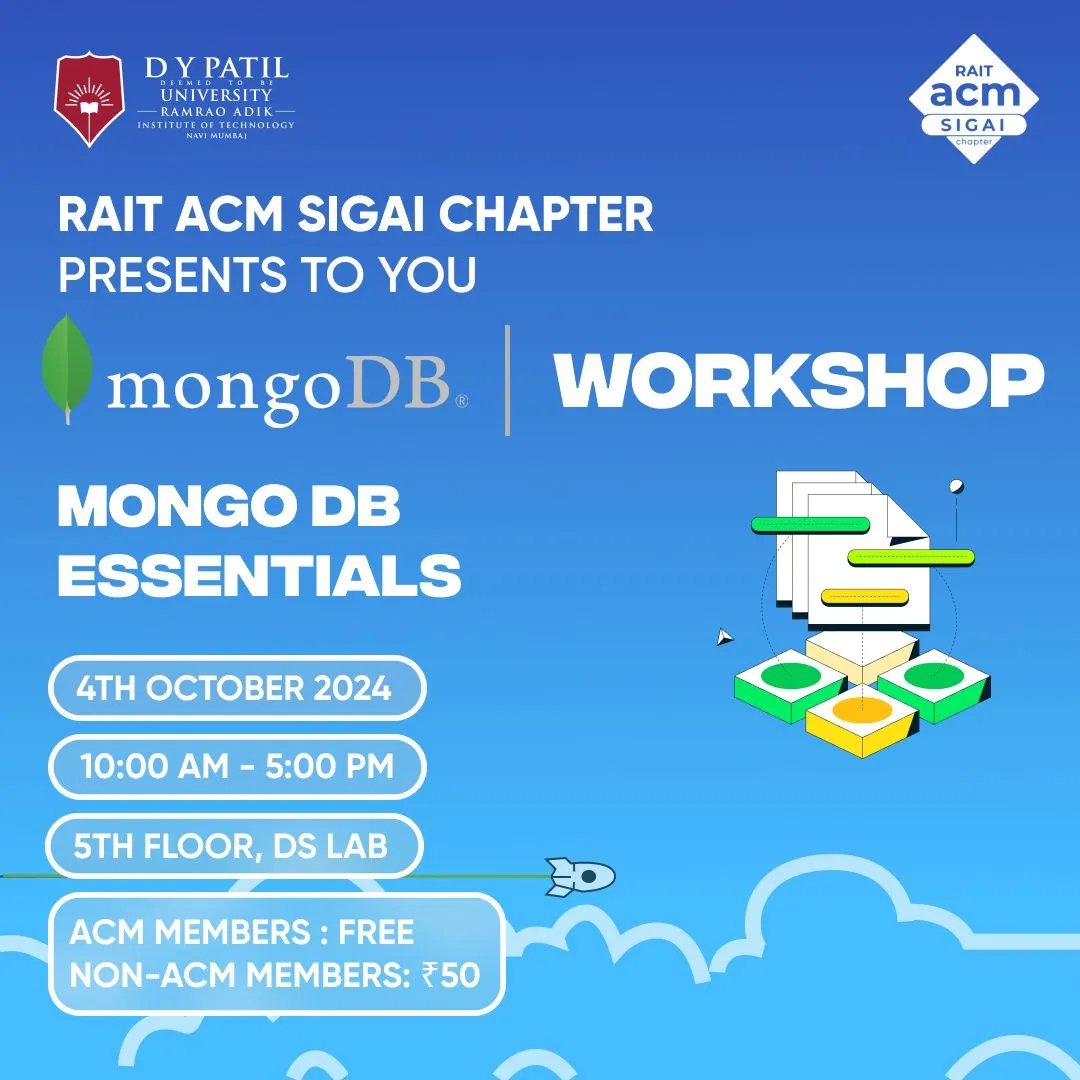 D Y PATIL
DEEMED TO BE
UNIVERSITY
RAMRAO ADIK
INSTITUTE OF TECHNOLOGY
NAVI MUMBAI
RAIT
acm
SIGAI
chapter
RAIT ACM SIGAI CHAPTER
PRESENTS TO YOU
mongoDB®
WORKSHOP
MONGO DB
ESSENTIALS
4TH OCTOBER 2024
10:00 AM - 5:00 PM
5TH FLOOR, DS LAB
ACM MEMBERS : FREE
NON-ACM MEMBERS: ₹50